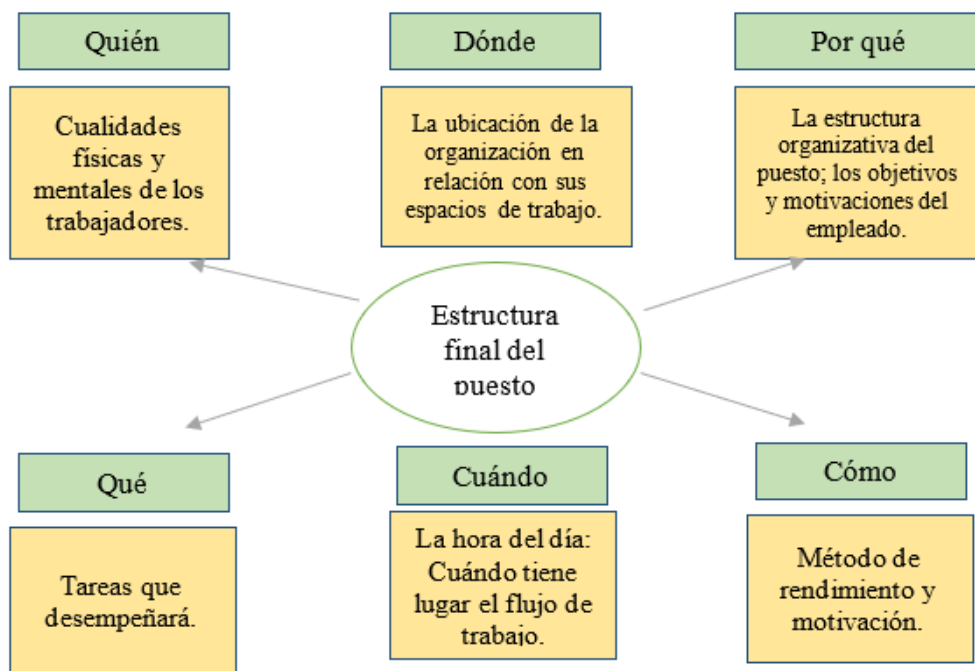 Quién
Cualidades
físicas y
mentales de los
trabajadores.
Dónde
La ubicación de la
organización en
relación con sus
espacios de trabajo.
Por qué
La estructura
organizativa del
puesto; los objetivos
y motivaciones del
empleado.
Estructura
final del
puesto
Qué
Tareas que
desempeñará.
Cuándo
La hora del día:
Cuándo tiene
lugar el flujo de
trabajo.
Cómo
Método de
rendimiento y
motivación.